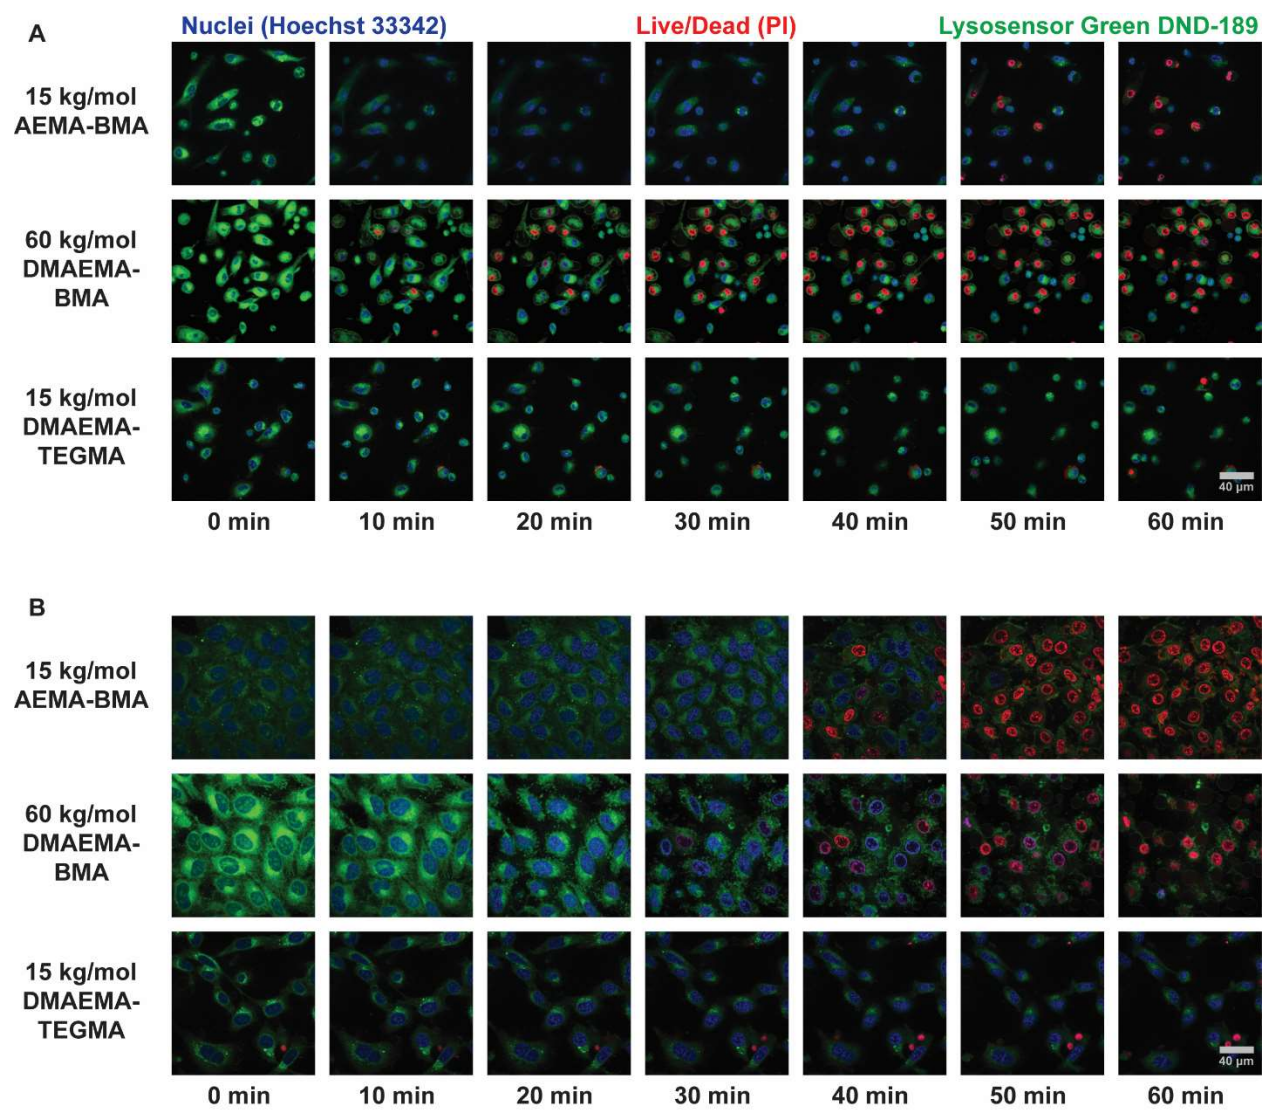 A
Nuclei (Hoechst 33342)
Live/Dead (PI)
Lysosensor Green DND-189
15 kg/mol
AEMA-BMA
60 kg/mol
DMAEMA-
BMA
15 kg/mol
DMAEMA-
TEGMA
40 µm
0 min
10 min
20 min
30 min
40 min
50 min
60 min
B
15 kg/mol
AEMA-BMA
60 kg/mol
DMAEMA-
BMA
15 kg/mol
DMAEMA-
TEGMA
40 µm
0 min
10 min
20 min
30 min
40 min
50 min
60 min